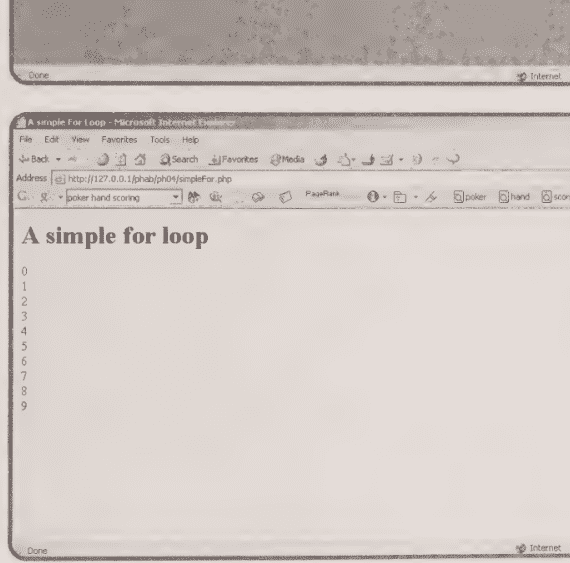 Done Internet
A simple For Loop - Microsoft Internet Explorer
File Edit View Favorites Tools Help
Back Search Favorites Media
Address http://127.0.0.1/phab/ph04/simpleFor.php
poker hand scoring PageRank poker hand scor
A simple for loop
0
1
2
3
4
5
6
7
8
9
Done Internet